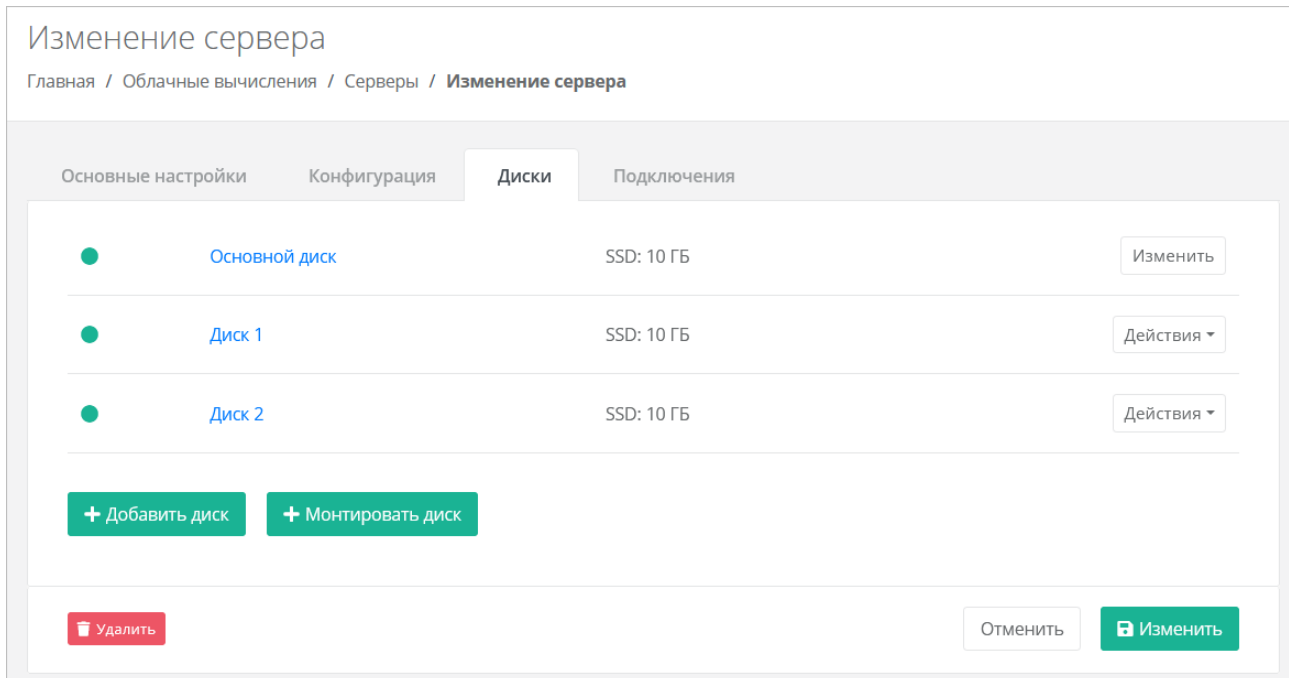 Изменение сервера
Главная / Облачные вычисления / Серверы / Изменение сервера
Основные настройки Конфигурация Диски Подключения
Основной диск SSD: 10 ГБ Изменить
Диск 1 SSD: 10 ГБ Действия
Диск 2 SSD: 10 ГБ Действия
+ Добавить диск + Монтировать диск
Удалить Отменить Изменить